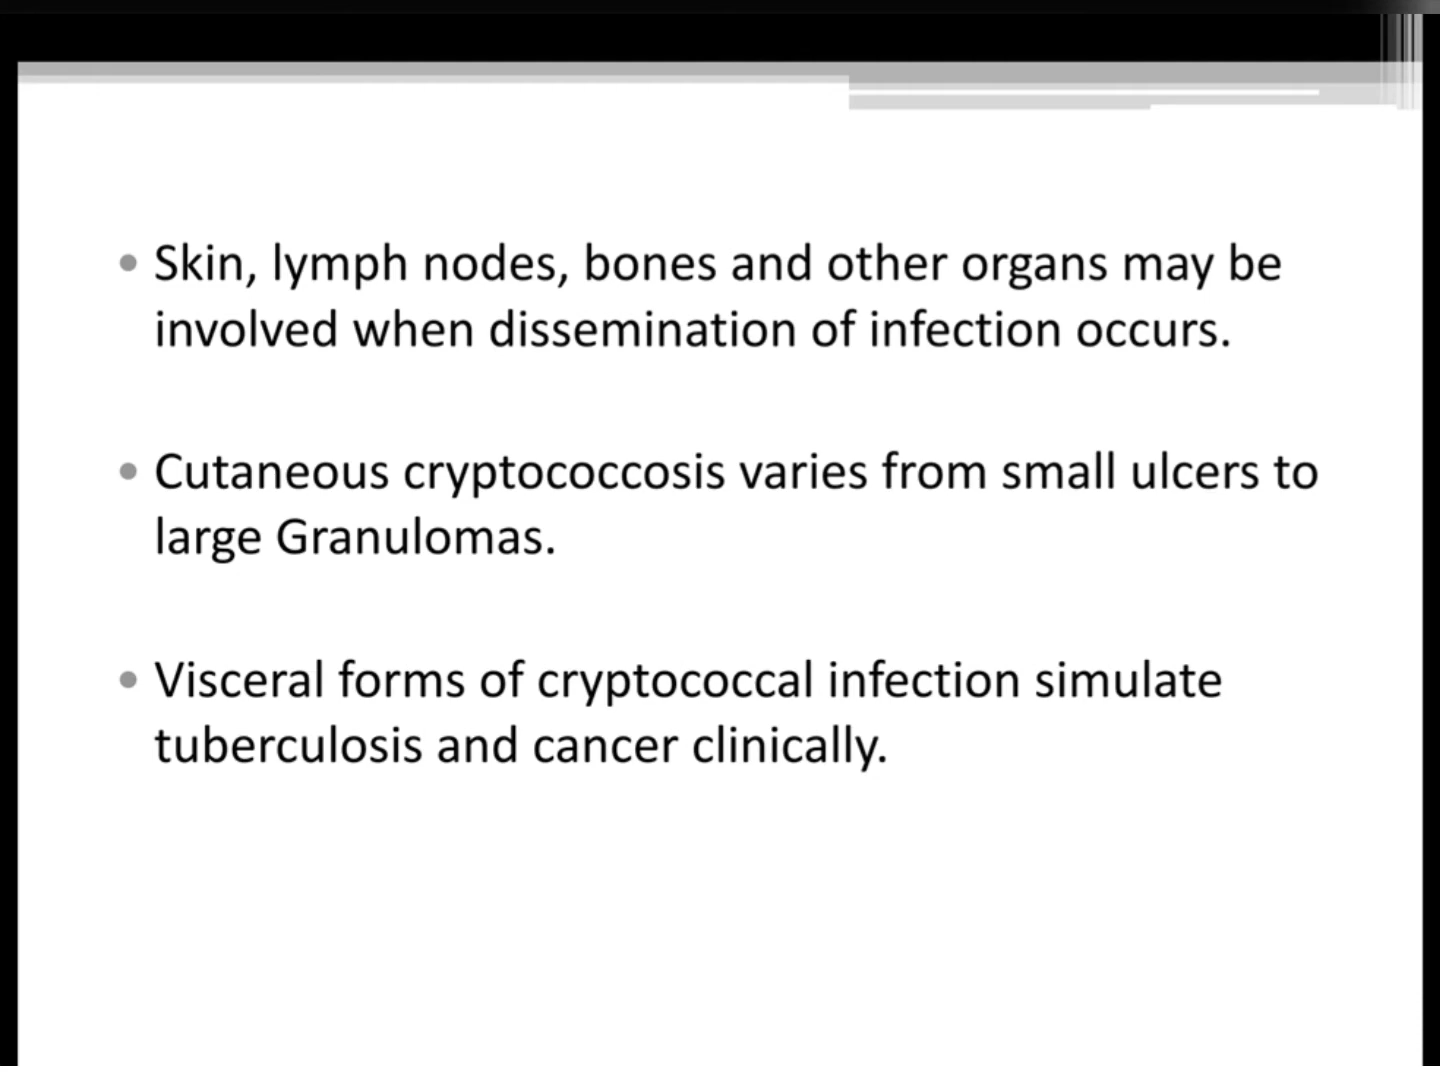 • Skin, lymph nodes, bones and other organs may be
involved when dissemination of infection occurs.
• Cutaneous cryptococcosis varies from small ulcers to
large Granulomas.
• Visceral forms of cryptococcal infection simulate
tuberculosis and cancer clinically.